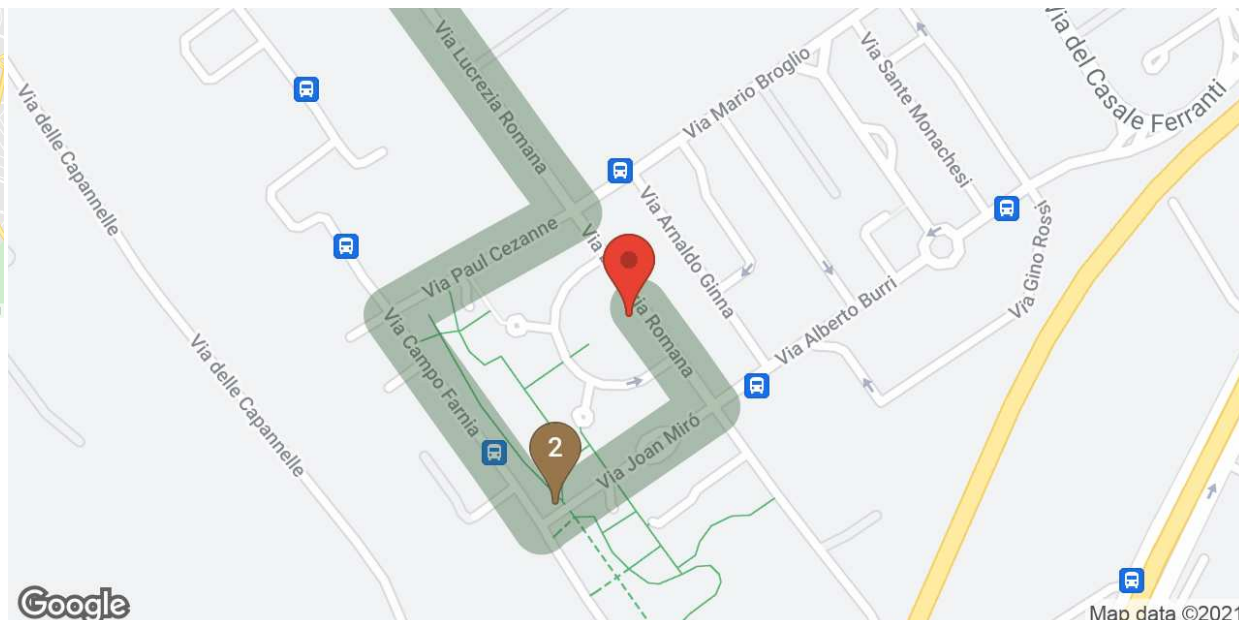 Via Lucrezia Romana
Via Mario Broglio
Via Sante Monachesi
Via del Casale Ferranti
Via delle Capannelle
Via Paul Cezanne
Via Arnaldo Ginna
Via Gino Rossi
Via
ia Romana
Via Alberto Burri
Via Campo Farnia
Via delle Capannelle
2
Via Joan Miró
Google
Map data ©2021